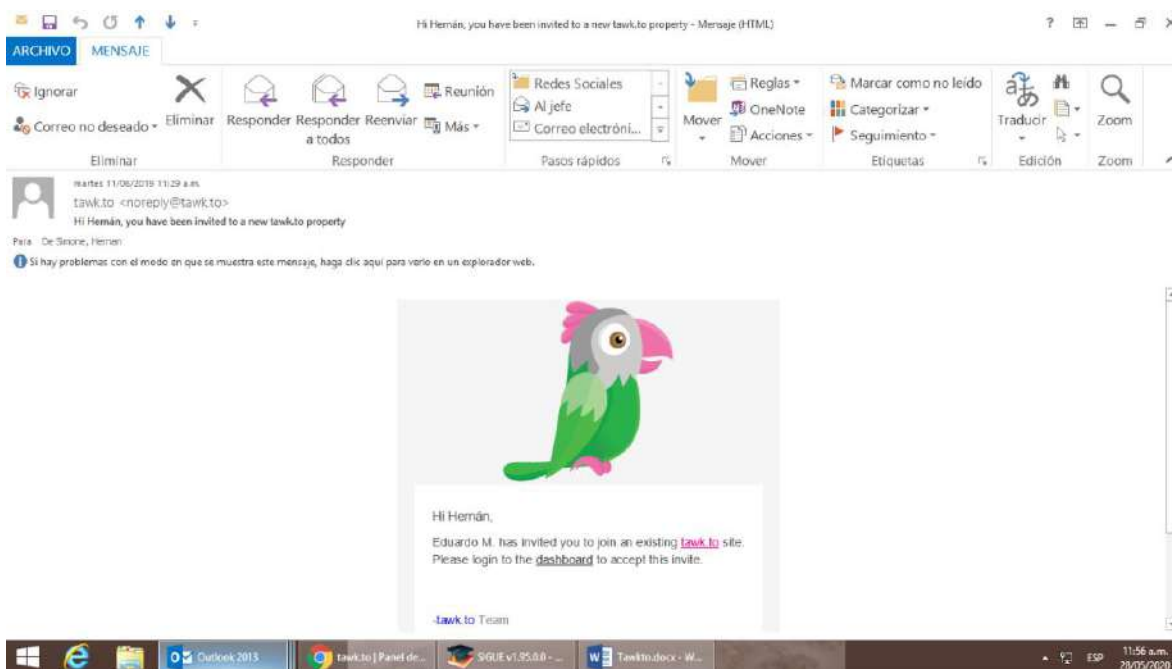 Hi Hernán, you have been invited to a new tawk.to property - Mensaje (HTML)
ARCHIVO MENSAJE
Ignorar
Correo no deseado
Eliminar
Eliminar
Responder
Responder a todos
Reenviar
Reunión
Más
Responder
Redes Sociales
Al jefe
Correo electróni...
Pasos rápidos
Mover
Reglas
OneNote
Acciones
Mover
Marcar como no leído
Categorizar
Seguimiento
Etiquetas
Traducir
Edición
Zoom
Zoom
martes 11/06/2019 11:29 a.m.
tawk.to <noreply@tawk.to>
Hi Hernán, you have been invited to a new tawk.to property
Para De Simone, Hernan
Si hay problemas con el modo en que se muestra este mensaje, haga clic aquí para verlo en un explorador web.
Hi Hernán,
Eduardo M. has invited you to join an existing tawk.to site.
Please login to the dashboard to accept this invite.
-tawk.to Team
Outlook 2013
tawk.to | Panel de...
SIGUE v1.95.0.0 - ...
Tawkto.docx - W...
ESP
11:56 a.m.